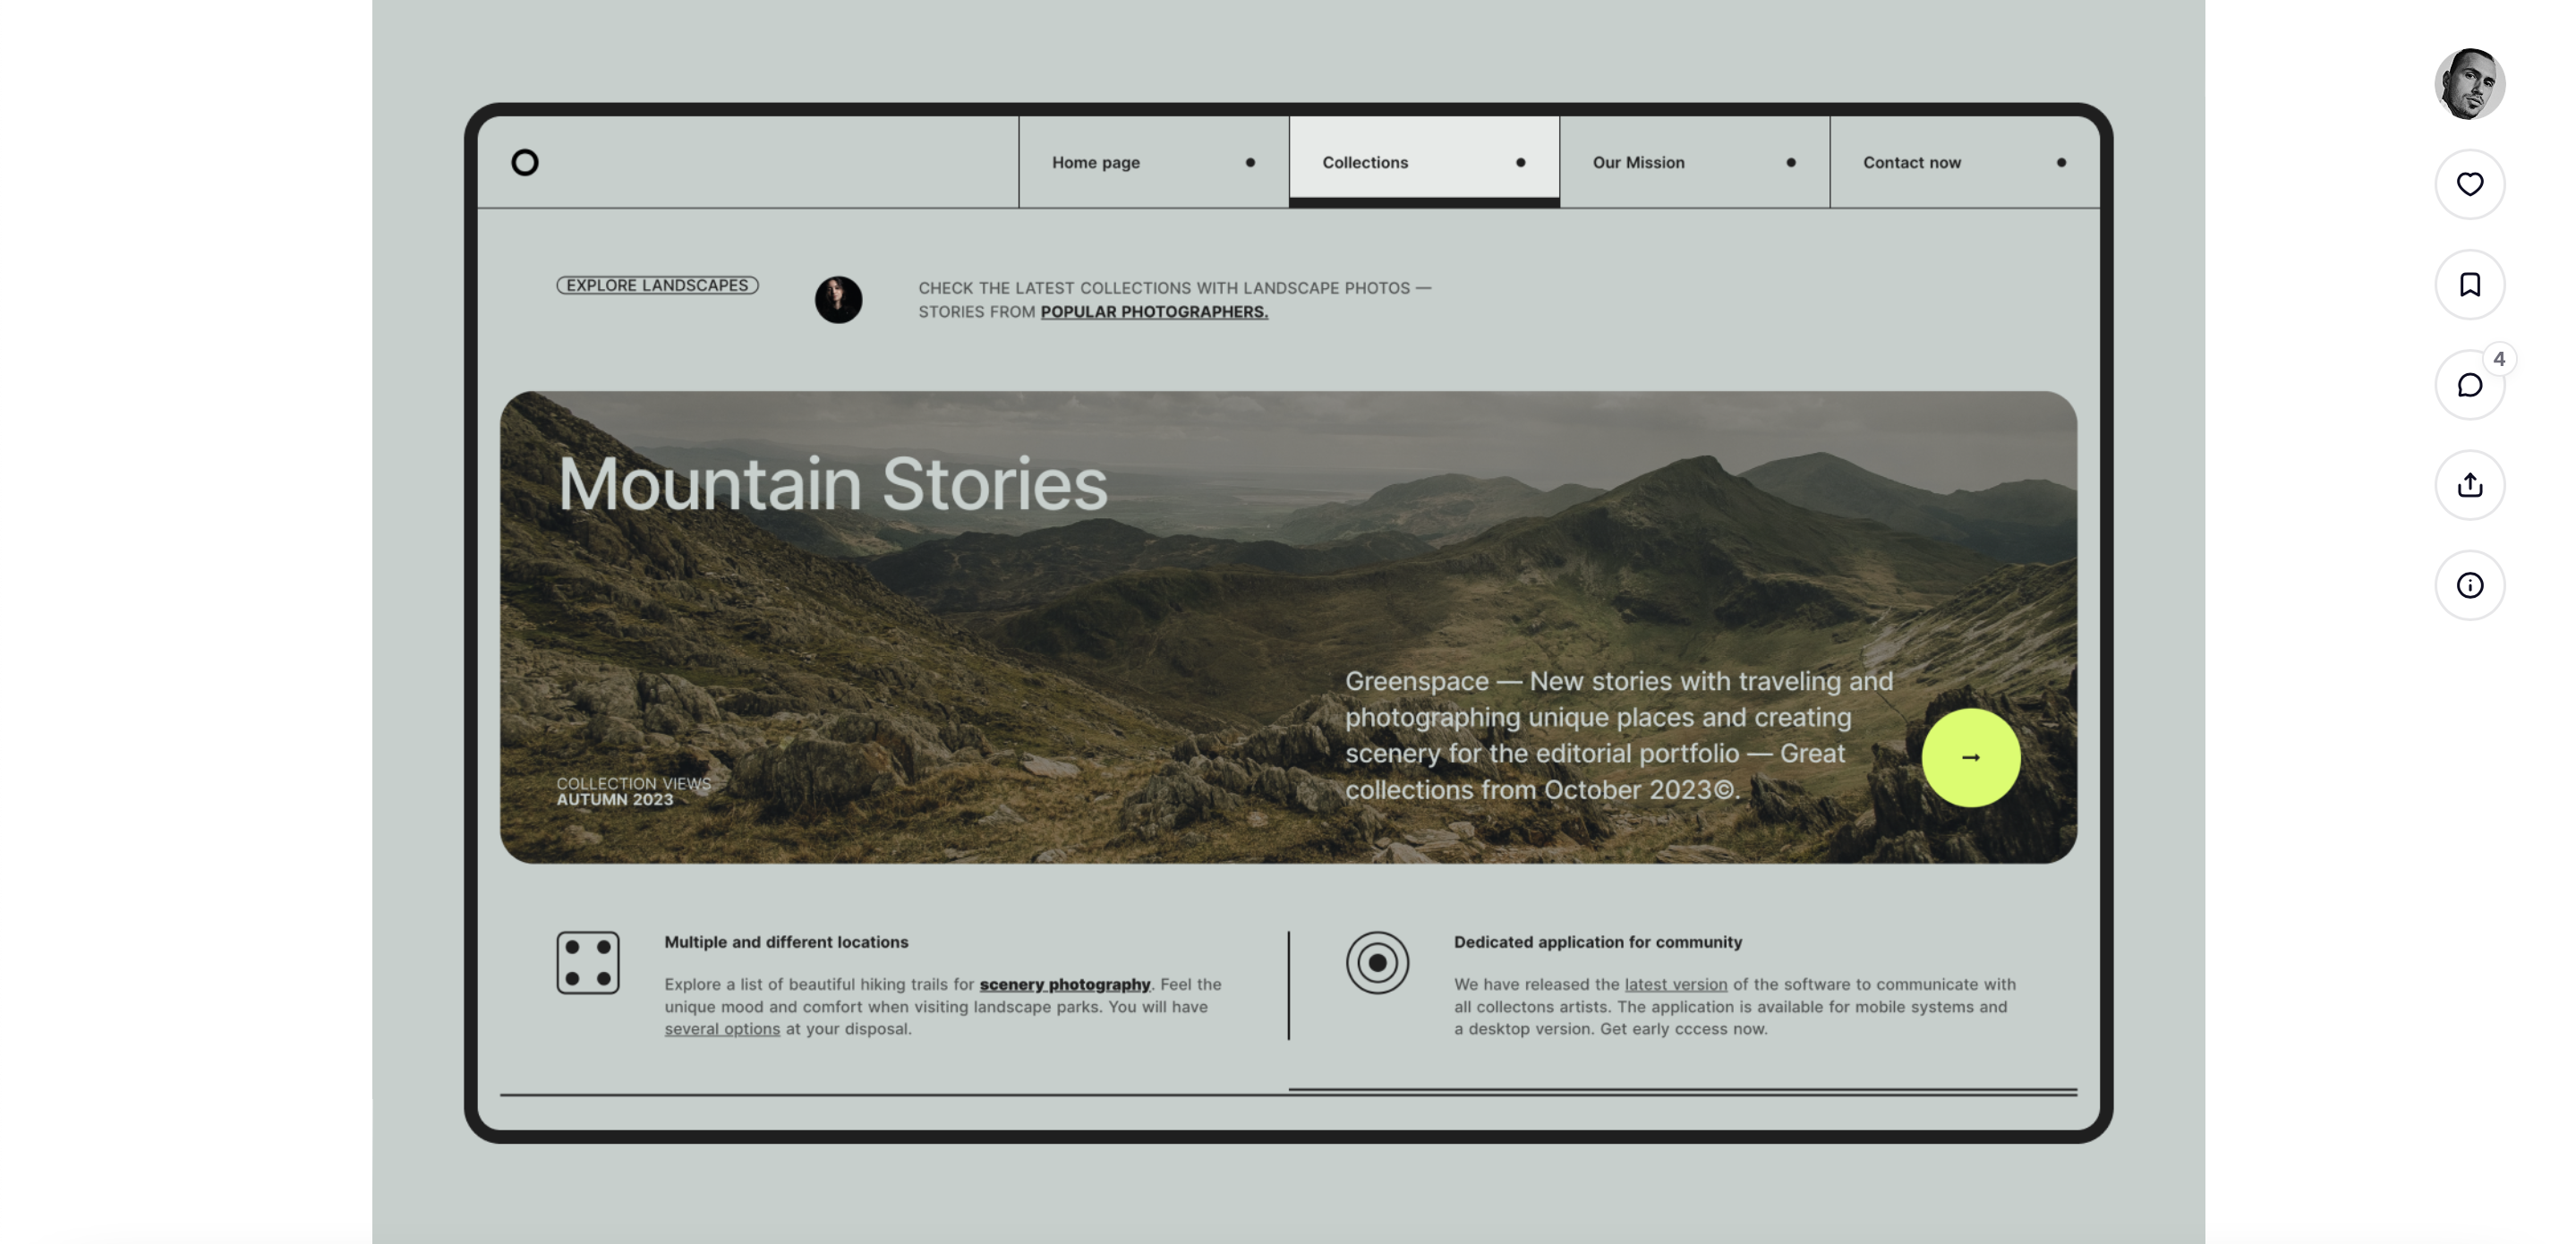 Home page
Collections
Our Mission
Contact now
EXPLORE LANDSCAPES
CHECK THE LATEST COLLECTIONS WITH LANDSCAPE PHOTOS —
STORIES FROM POPULAR PHOTOGRAPHERS.
4
Mountain Stories
Greenspace — New stories with traveling and
photographing unique places and creating
scenery for the editorial portfolio — Great
collections from October 2023©.
→
COLLECTION VIEWS
AUTUMN 2023
Multiple and different locations
Explore a list of beautiful hiking trails for scenery photography. Feel the
unique mood and comfort when visiting landscape parks. You will have
several options at your disposal.
Dedicated application for community
We have released the latest version of the software to communicate with
all collectons artists. The application is available for mobile systems and
a desktop version. Get early cccess now.